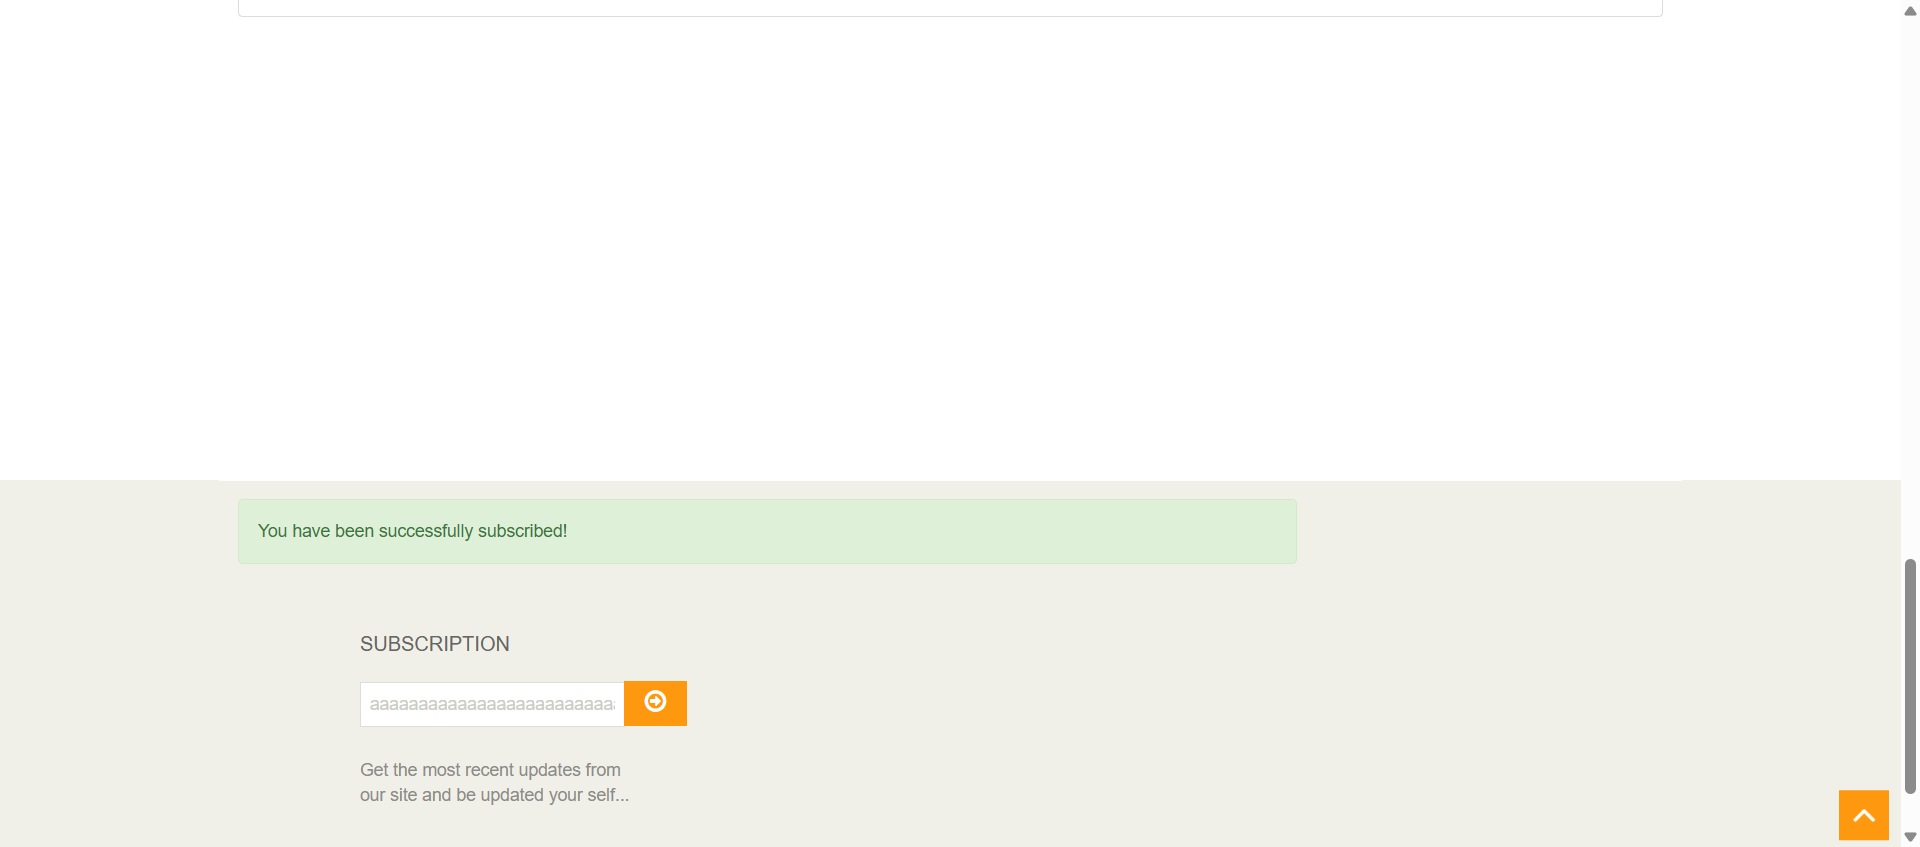 You have been successfully subscribed!
SUBSCRIPTION
aaaaaaaaaaaaaaaaaaaaaaaaa
Get the most recent updates from
our site and be updated your self...